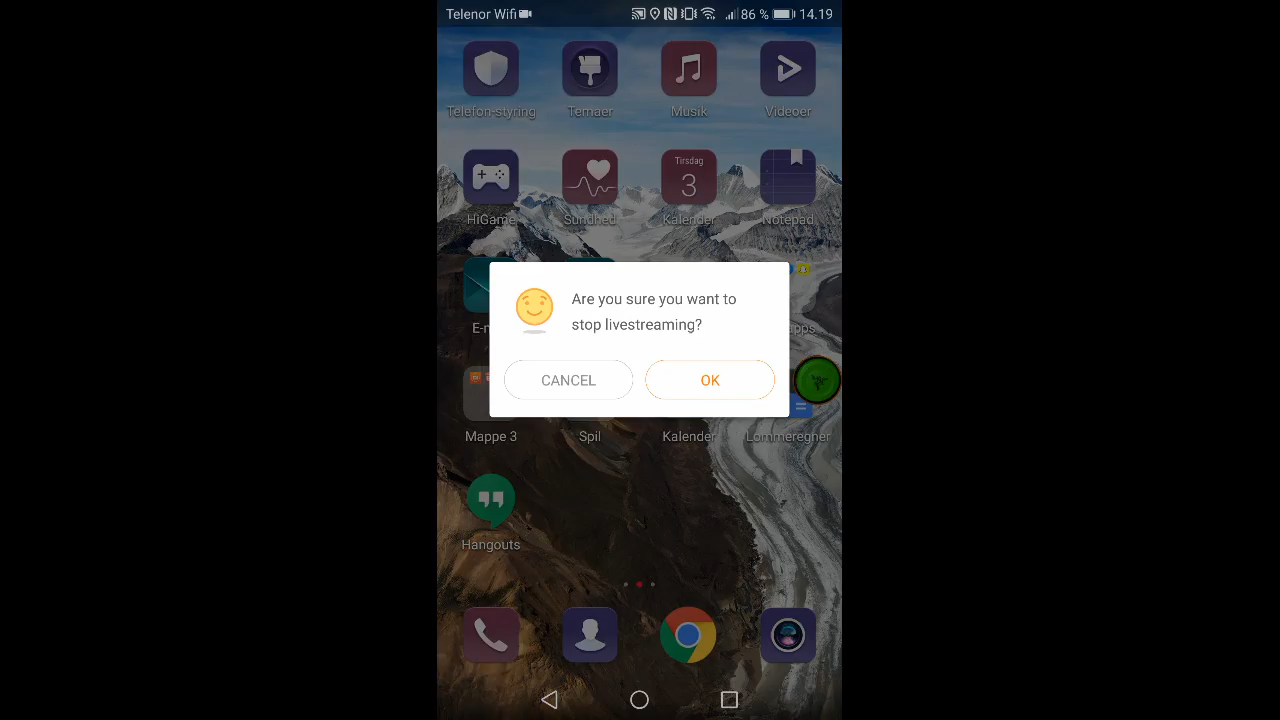 Telenor Wifi 86 % 14.19
Telefon-styring Temaer Musik Videoer
Tirsdag
3
HiGame Sundhed Kalender Notepad
Are you sure you want to
stop livestreaming?
CANCEL OK
Mappe 3 Spil Kalender Lommeregner
Hangouts